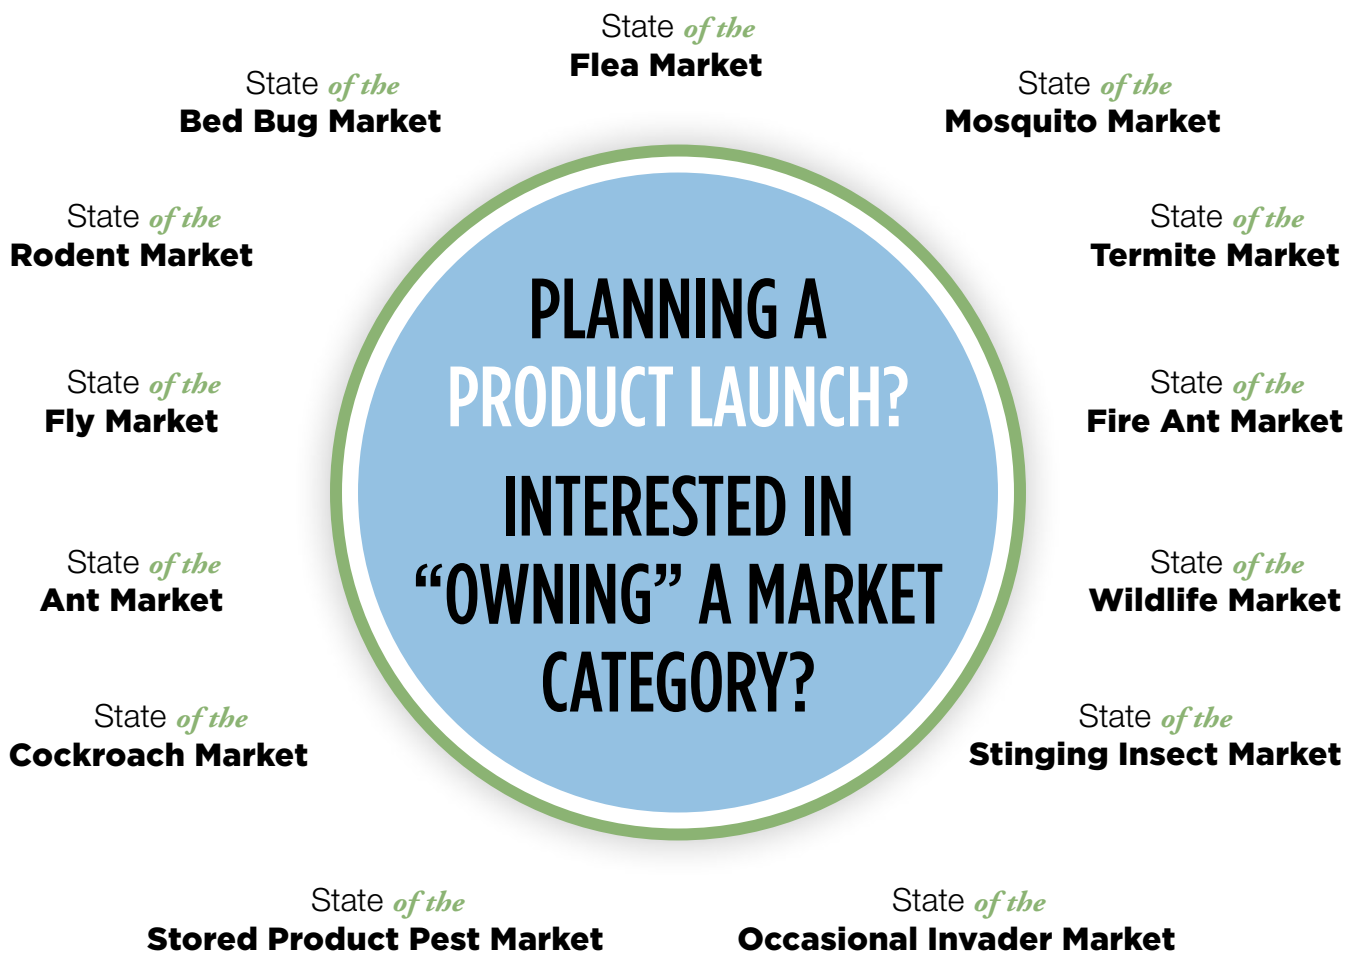 State of the
Flea Market
State of the
Bed Bug Market
State of the
Mosquito Market
State of the
Rodent Market
State of the
Termite Market
PLANNING A
PRODUCT LAUNCH?
INTERESTED IN
“OWNING” A MARKET
CATEGORY?
State of the
Fly Market
State of the
Fire Ant Market
State of the
Ant Market
State of the
Wildlife Market
State of the
Cockroach Market
State of the
Stinging Insect Market
State of the
Stored Product Pest Market
State of the
Occasional Invader Market